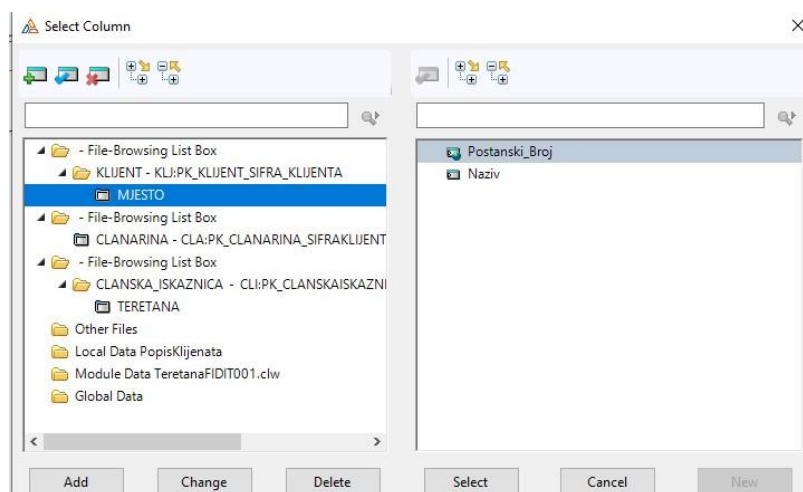 Select Column
- File-Browsing List Box
KLIJENT - KLJ:PK_KLIJENT_SIFRA_KLIJENTA
MJESTO
- File-Browsing List Box
CLANARINA - CLA:PK_CLANARINA_SIFRAKLIJENT
- File-Browsing List Box
CLANSKA_ISKAZNICA - CLI:PK_CLANSKAISKAZNI
TERETANA
Other Files
Local Data PopisKlijenata
Module Data TeretanaFIDIT001.clw
Global Data
Postanski_Broj
Naziv
Add Change Delete Select Cancel New